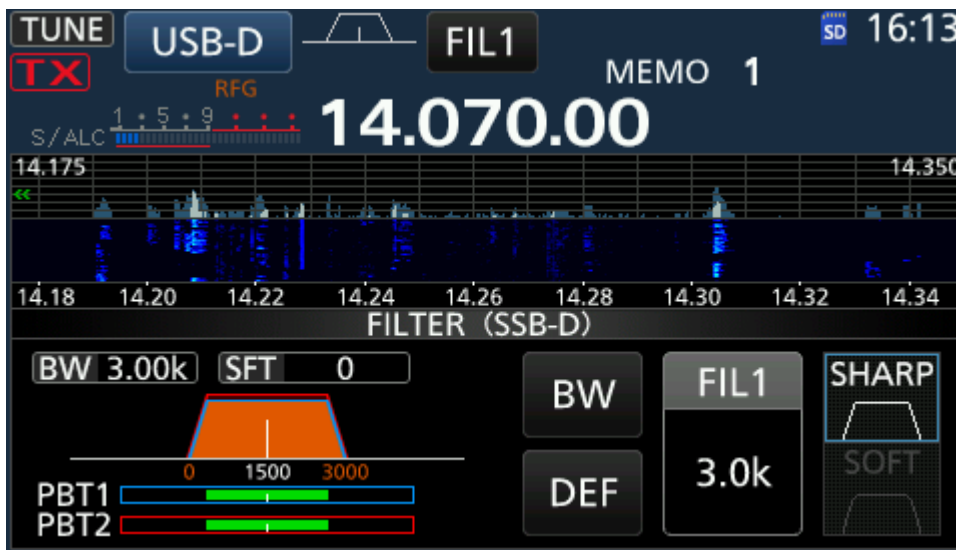 TUNE USB-D FIL1 SD 16:13
TX RFG MEMO 1
S/ALC 1 5 9 14.070.00
14.175 14.350
14.18 14.20 14.22 14.24 14.26 14.28 14.30 14.32 14.34
FILTER (SSB-D)
BW 3.00k SFT 0 BW FIL1 SHARP
0 1500 3000 DEF 3.0k SOFT
PBT1
PBT2